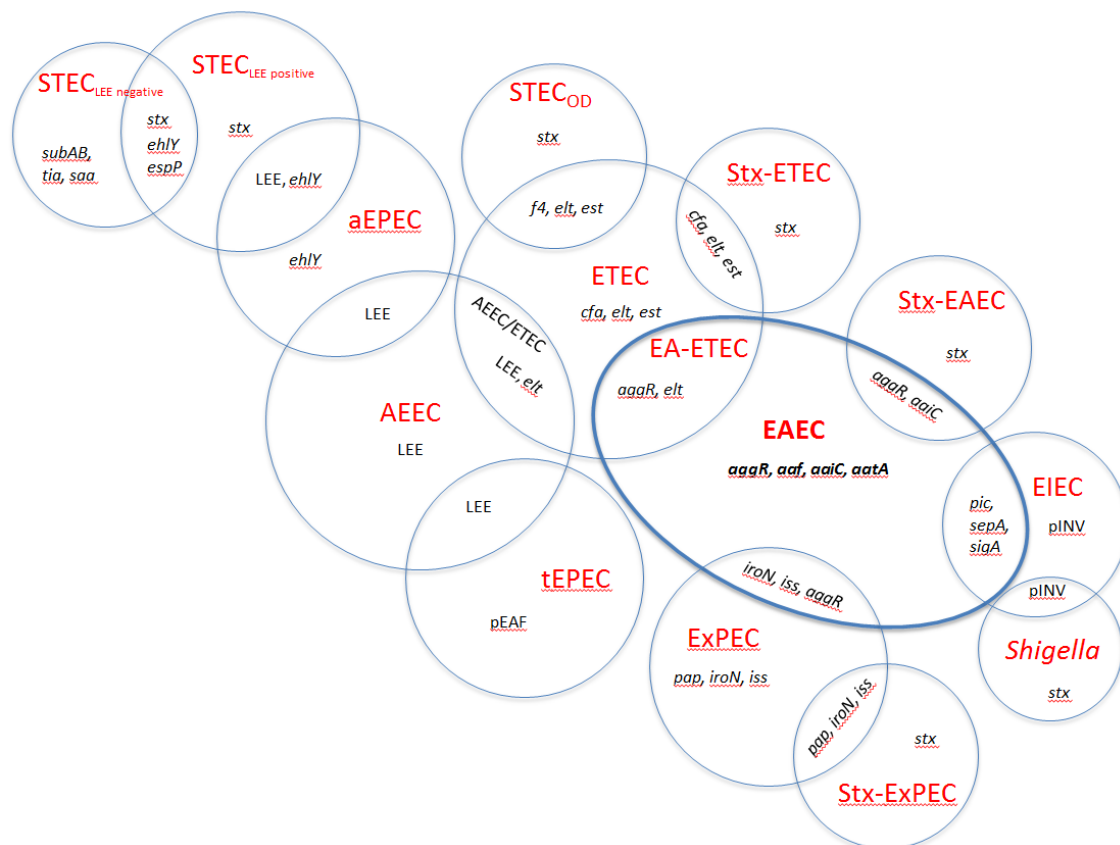 STEC LEE negative
subAB,
tia, saa
stx
ehlY
espP
STEC LEE positive
stx
LEE, ehlY
aEPEC
ehlY
LEE
AEEC
LEE
LEE
tEPEC
pEAF
STEC OD
stx
f4, elt, est
ETEC
cfa, elt, est
AEEC/ETEC
LEE, elt
cfa, elt, est
Stx-ETEC
stx
EA-ETEC
aggR, elt
EAEC
aggR, aaf, aaiC, aatA
Stx-EAEC
stx
aggR, aaiC
EIEC
pINV
pic,
sepA,
sigA
pINV
Shigella
stx
iroN, iss, aggR
ExPEC
pap, iroN, iss
pap, iroN, iss
stx
Stx-ExPEC